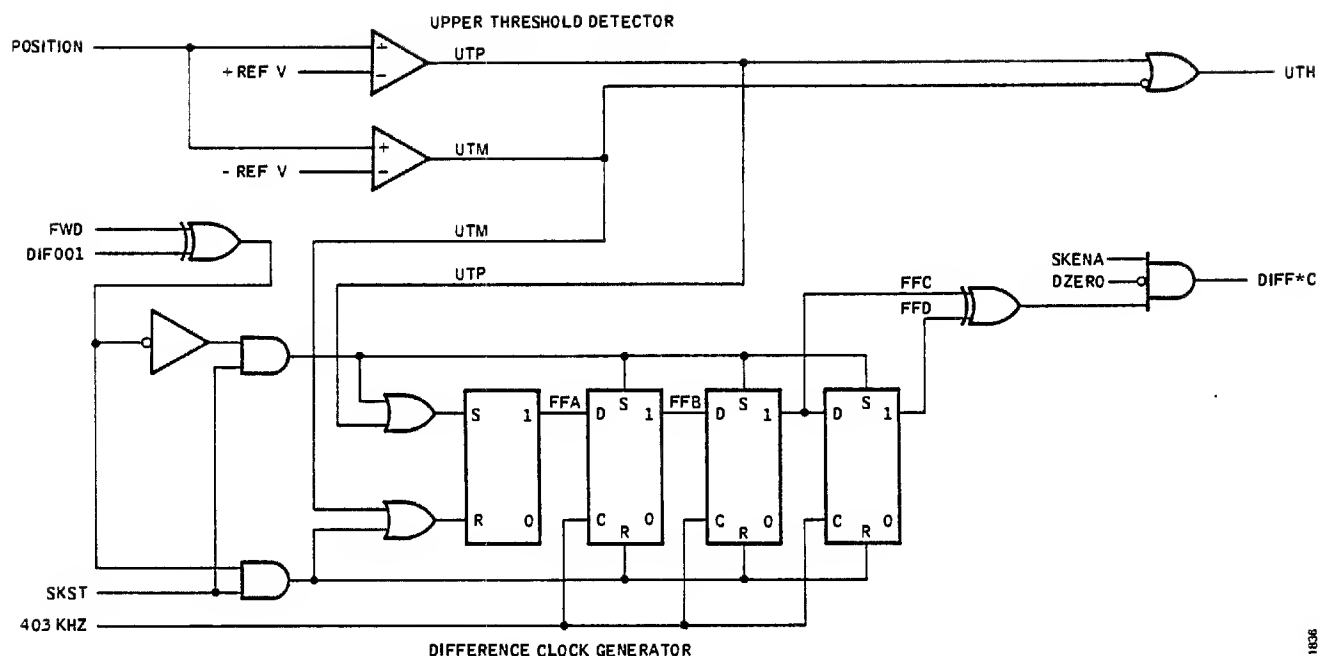 UPPER THRESHOLD DETECTOR
POSITION
+
-
+ REF V
UTP
UTH
+
-
- REF V
UTM
FWD
DIF001
UTM
UTP
SKENA
DZERO
DIFF*C
FFC
FFD
S 1
R 0
FFA
D S 1
C R 0
FFB
D S 1
C R 0
D S 1
C R 0
SKST
403 KHZ
DIFFERENCE CLOCK GENERATOR
1836